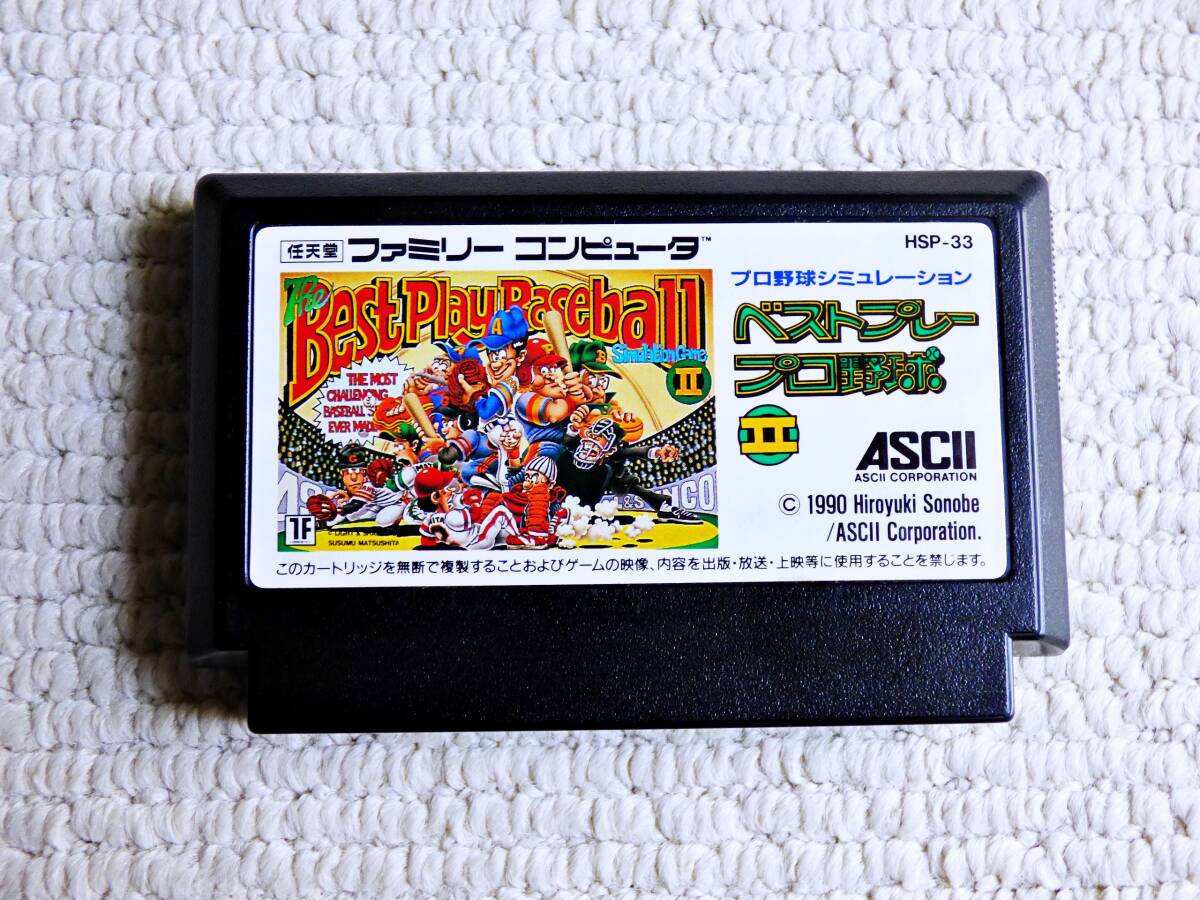 任天堂 ファミリー コンピュータ™
HSP-33
The
Best Play Baseball
Simulation Game
II
THE MOST
CHALLENGING
BASEBALL
EVER MADE
プロ野球シミュレーション
ベストプレー
プロ野球
II
ASCII
ASCII CORPORATION
© 1990 Hiroyuki Sonobe
/ASCII Corporation.
1F
SUSUMU MATSUSHITA
このカートリッジを無断で複製することおよびゲームの映像、内容を出版・放送・上映等に使用することを禁じます。